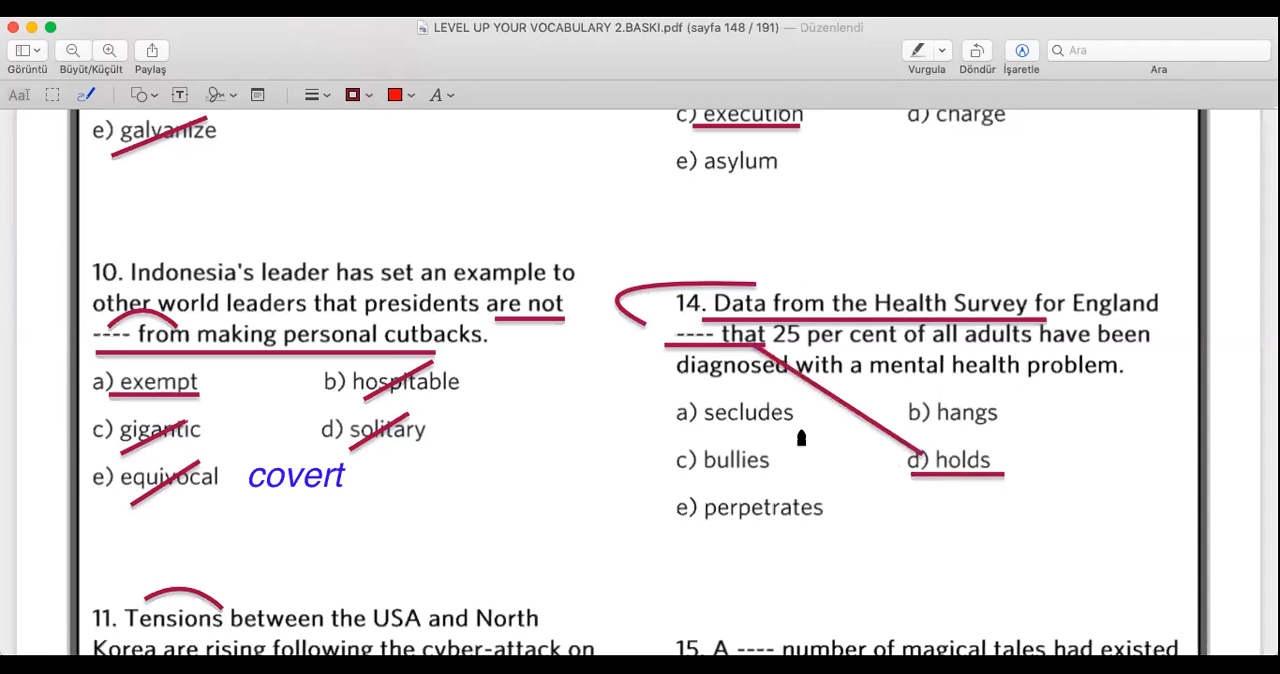 LEVEL UP YOUR VOCABULARY 2.BASKI.pdf (sayfa 148 / 191) — Düzenlendi
Ara
Görüntü Büyüt/Küçült Paylaş Vurgula Döndür İşaretle Ara
AaI T A
e) galvanize
10. Indonesia's leader has set an example to
other world leaders that presidents are not
---- from making personal cutbacks.
a) exempt b) hospitable
c) gigantic d) solitary
e) equivocal covert
11. Tensions between the USA and North
Korea are rising following the cyber-attack on
c) execution d) charge
e) asylum
14. Data from the Health Survey for England
---- that 25 per cent of all adults have been
diagnosed with a mental health problem.
a) secludes b) hangs
c) bullies d) holds
e) perpetrates
15. A ---- number of magical tales had existed